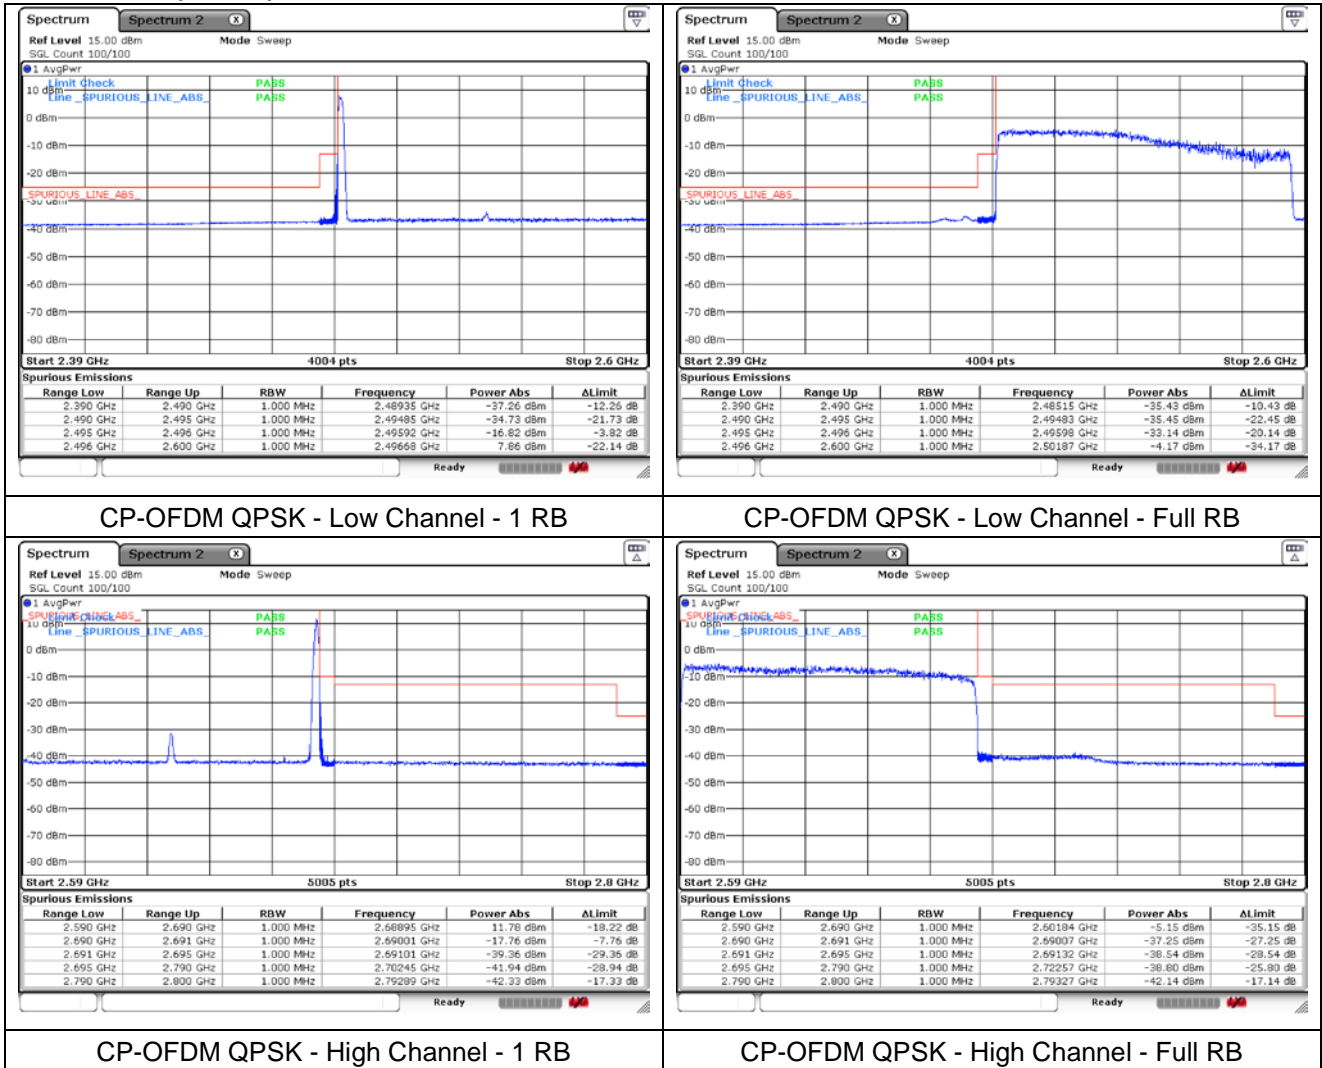 Spectrum Spectrum 2 X
Ref Level 15.00 dBm Mode Sweep
SGL Count 100/100
1 AvgPwr
Limit Check PASS
10 dBm
Line _SPURIOUS_LINE_ABS_ PASS
0 dBm
-10 dBm
-20 dBm
_SPURIOUS_LINE_ABS_
-30 dBm
-40 dBm
-50 dBm
-60 dBm
-70 dBm
-80 dBm
Start 2.39 GHz 4004 pts Stop 2.6 GHz
Spurious Emissions
Range Low Range Up RBW Frequency Power Abs ΔLimit
2.390 GHz 2.490 GHz 1.000 MHz 2.48935 GHz -37.26 dBm -12.26 dB
2.490 GHz 2.495 GHz 1.000 MHz 2.49485 GHz -34.73 dBm -21.73 dB
2.495 GHz 2.496 GHz 1.000 MHz 2.49592 GHz -16.82 dBm -3.82 dB
2.496 GHz 2.600 GHz 1.000 MHz 2.49668 GHz 7.86 dBm -22.14 dB
Ready
CP-OFDM QPSK - Low Channel - 1 RB
Spectrum Spectrum 2 X
Ref Level 15.00 dBm Mode Sweep
SGL Count 100/100
1 AvgPwr
Limit Check PASS
10 dBm
Line _SPURIOUS_LINE_ABS_ PASS
0 dBm
-10 dBm
-20 dBm
_SPURIOUS_LINE_ABS_
-30 dBm
-40 dBm
-50 dBm
-60 dBm
-70 dBm
-80 dBm
Start 2.39 GHz 4004 pts Stop 2.6 GHz
Spurious Emissions
Range Low Range Up RBW Frequency Power Abs ΔLimit
2.390 GHz 2.490 GHz 1.000 MHz 2.48515 GHz -35.43 dBm -10.43 dB
2.490 GHz 2.495 GHz 1.000 MHz 2.49483 GHz -35.45 dBm -22.45 dB
2.495 GHz 2.496 GHz 1.000 MHz 2.49598 GHz -33.14 dBm -20.14 dB
2.496 GHz 2.600 GHz 1.000 MHz 2.50187 GHz -4.17 dBm -34.17 dB
Ready
CP-OFDM QPSK - Low Channel - Full RB
Spectrum Spectrum 2 X
Ref Level 15.00 dBm Mode Sweep
SGL Count 100/100
1 AvgPwr
_SPURIOUS_LINE_ABS_
Limit Check PASS
10 dBm
Line _SPURIOUS_LINE_ABS_ PASS
0 dBm
-10 dBm
-20 dBm
-30 dBm
-40 dBm
-50 dBm
-60 dBm
-70 dBm
-80 dBm
Start 2.59 GHz 5005 pts Stop 2.8 GHz
Spurious Emissions
Range Low Range Up RBW Frequency Power Abs ΔLimit
2.590 GHz 2.690 GHz 1.000 MHz 2.68895 GHz 11.78 dBm -18.22 dB
2.690 GHz 2.691 GHz 1.000 MHz 2.69001 GHz -17.76 dBm -7.76 dB
2.691 GHz 2.695 GHz 1.000 MHz 2.69101 GHz -39.36 dBm -29.36 dB
2.695 GHz 2.790 GHz 1.000 MHz 2.70245 GHz -41.94 dBm -28.94 dB
2.790 GHz 2.800 GHz 1.000 MHz 2.79289 GHz -42.33 dBm -17.33 dB
Ready
CP-OFDM QPSK - High Channel - 1 RB
Spectrum Spectrum 2 X
Ref Level 15.00 dBm Mode Sweep
SGL Count 100/100
1 AvgPwr
_SPURIOUS_LINE_ABS_
Limit Check PASS
10 dBm
Line _SPURIOUS_LINE_ABS_ PASS
0 dBm
-10 dBm
-20 dBm
-30 dBm
-40 dBm
-50 dBm
-60 dBm
-70 dBm
-80 dBm
Start 2.59 GHz 5005 pts Stop 2.8 GHz
Spurious Emissions
Range Low Range Up RBW Frequency Power Abs ΔLimit
2.590 GHz 2.690 GHz 1.000 MHz 2.60184 GHz -5.15 dBm -35.15 dB
2.690 GHz 2.691 GHz 1.000 MHz 2.69007 GHz -37.25 dBm -27.25 dB
2.691 GHz 2.695 GHz 1.000 MHz 2.69132 GHz -38.54 dBm -28.54 dB
2.695 GHz 2.790 GHz 1.000 MHz 2.72257 GHz -38.80 dBm -25.80 dB
2.790 GHz 2.800 GHz 1.000 MHz 2.79327 GHz -42.14 dBm -17.14 dB
Ready
CP-OFDM QPSK - High Channel - Full RB